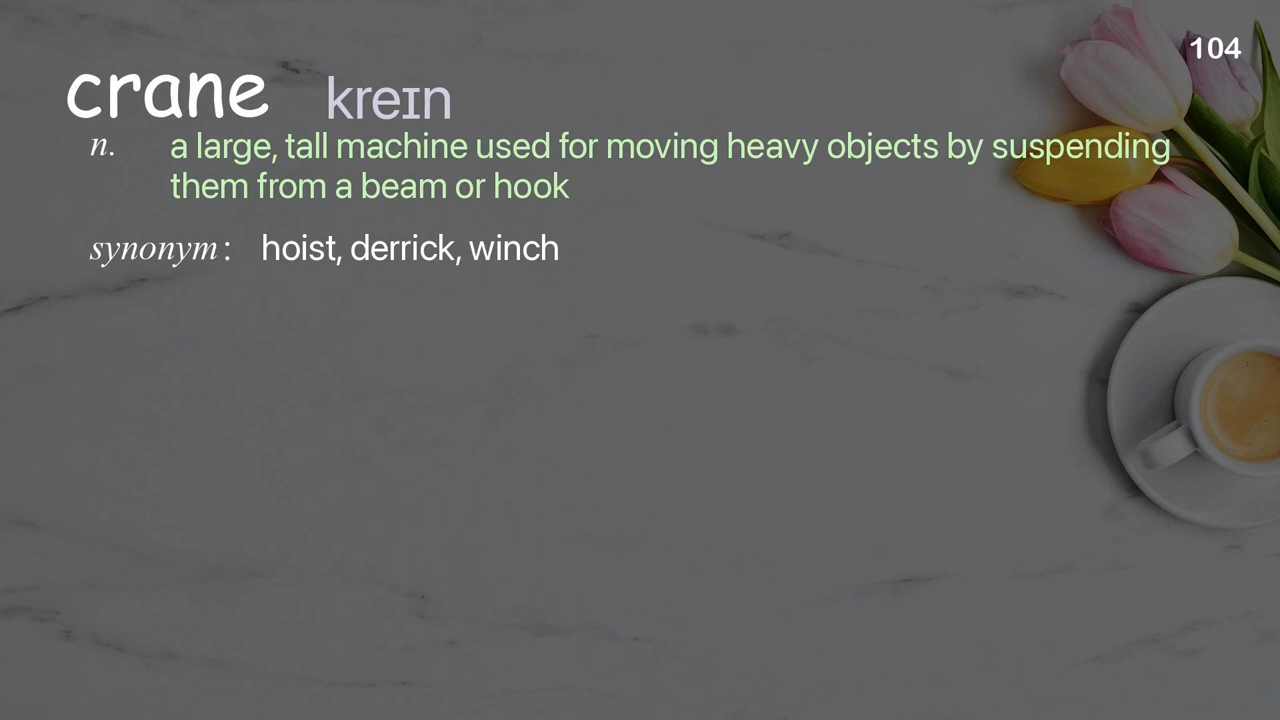 104
crane kreɪn
n. a large, tall machine used for moving heavy objects by suspending
them from a beam or hook
synonym: hoist, derrick, winch